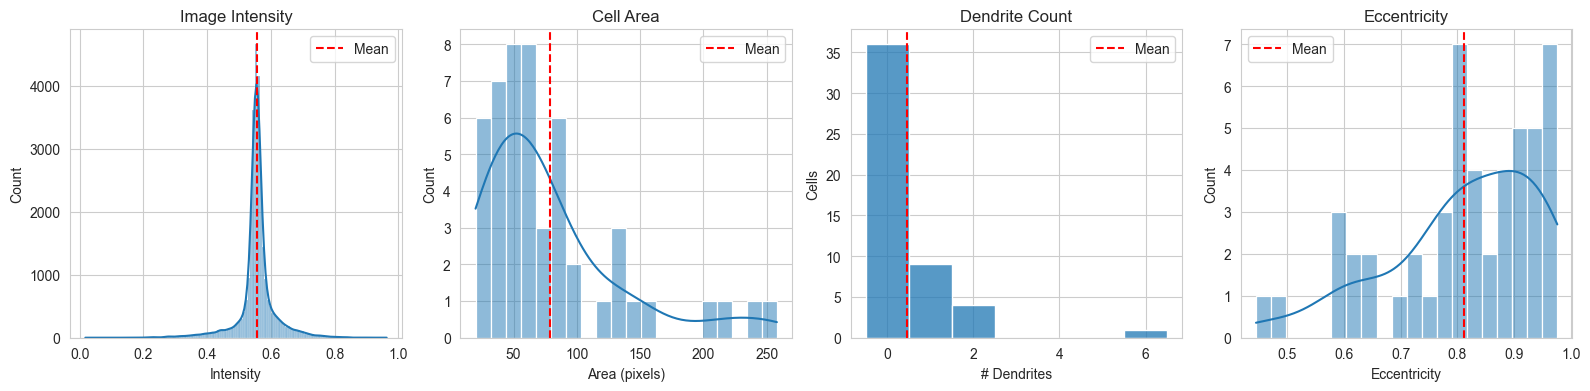 Image Intensity
Count
4000
3000
2000
1000
0
0.0 0.2 0.4 0.6 0.8 1.0
Intensity
Mean
Cell Area
Count
8
7
6
5
4
3
2
1
0
50 100 150 200 250
Area (pixels)
Mean
Dendrite Count
Cells
35
30
25
20
15
10
5
0
0 2 4 6
# Dendrites
Mean
Eccentricity
Count
7
6
5
4
3
2
1
0
0.5 0.6 0.7 0.8 0.9 1.0
Eccentricity
Mean